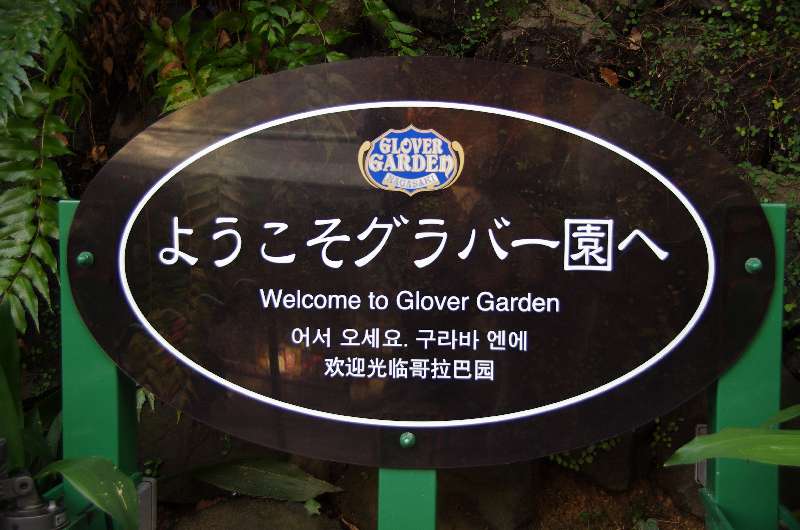 GLOVER
GARDEN
NAGASAKI
ようこそグラバー園へ
Welcome to Glover Garden
어서 오세요. 구라바 엔에
欢迎光临哥拉巴园